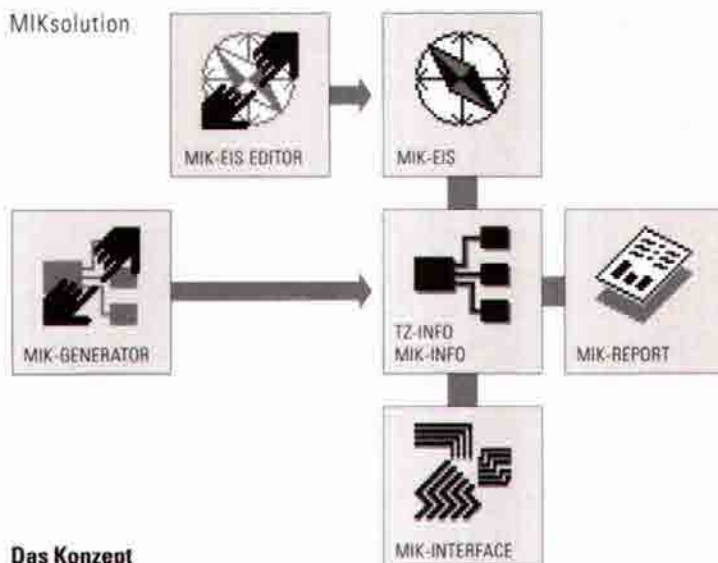 MIKsolution
MIK-EIS EDITOR
MIK-EIS
MIK-GENERATOR
TZ-INFO
MIK-INFO
MIK-REPORT
MIK-INTERFACE
Das Konzept